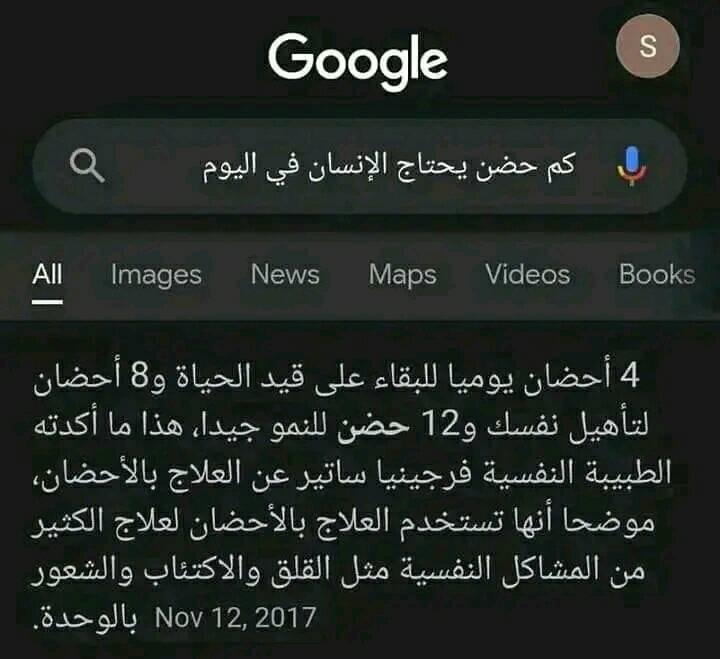 Google
S
كم حضن يحتاج الإنسان في اليوم
All Images News Maps Videos Books
4 أحضان يوميا للبقاء على قيد الحياة و8 أحضان
لتأهيل نفسك و12 حضن للنمو جيدا، هذا ما أكدته
الطبيبة النفسية فرجينيا ساتير عن العلاج بالأحضان،
موضحا أنها تستخدم العلاج بالأحضان لعلاج الكثير
من المشاكل النفسية مثل القلق والاكتئاب والشعور
بالوحدة. Nov 12, 2017